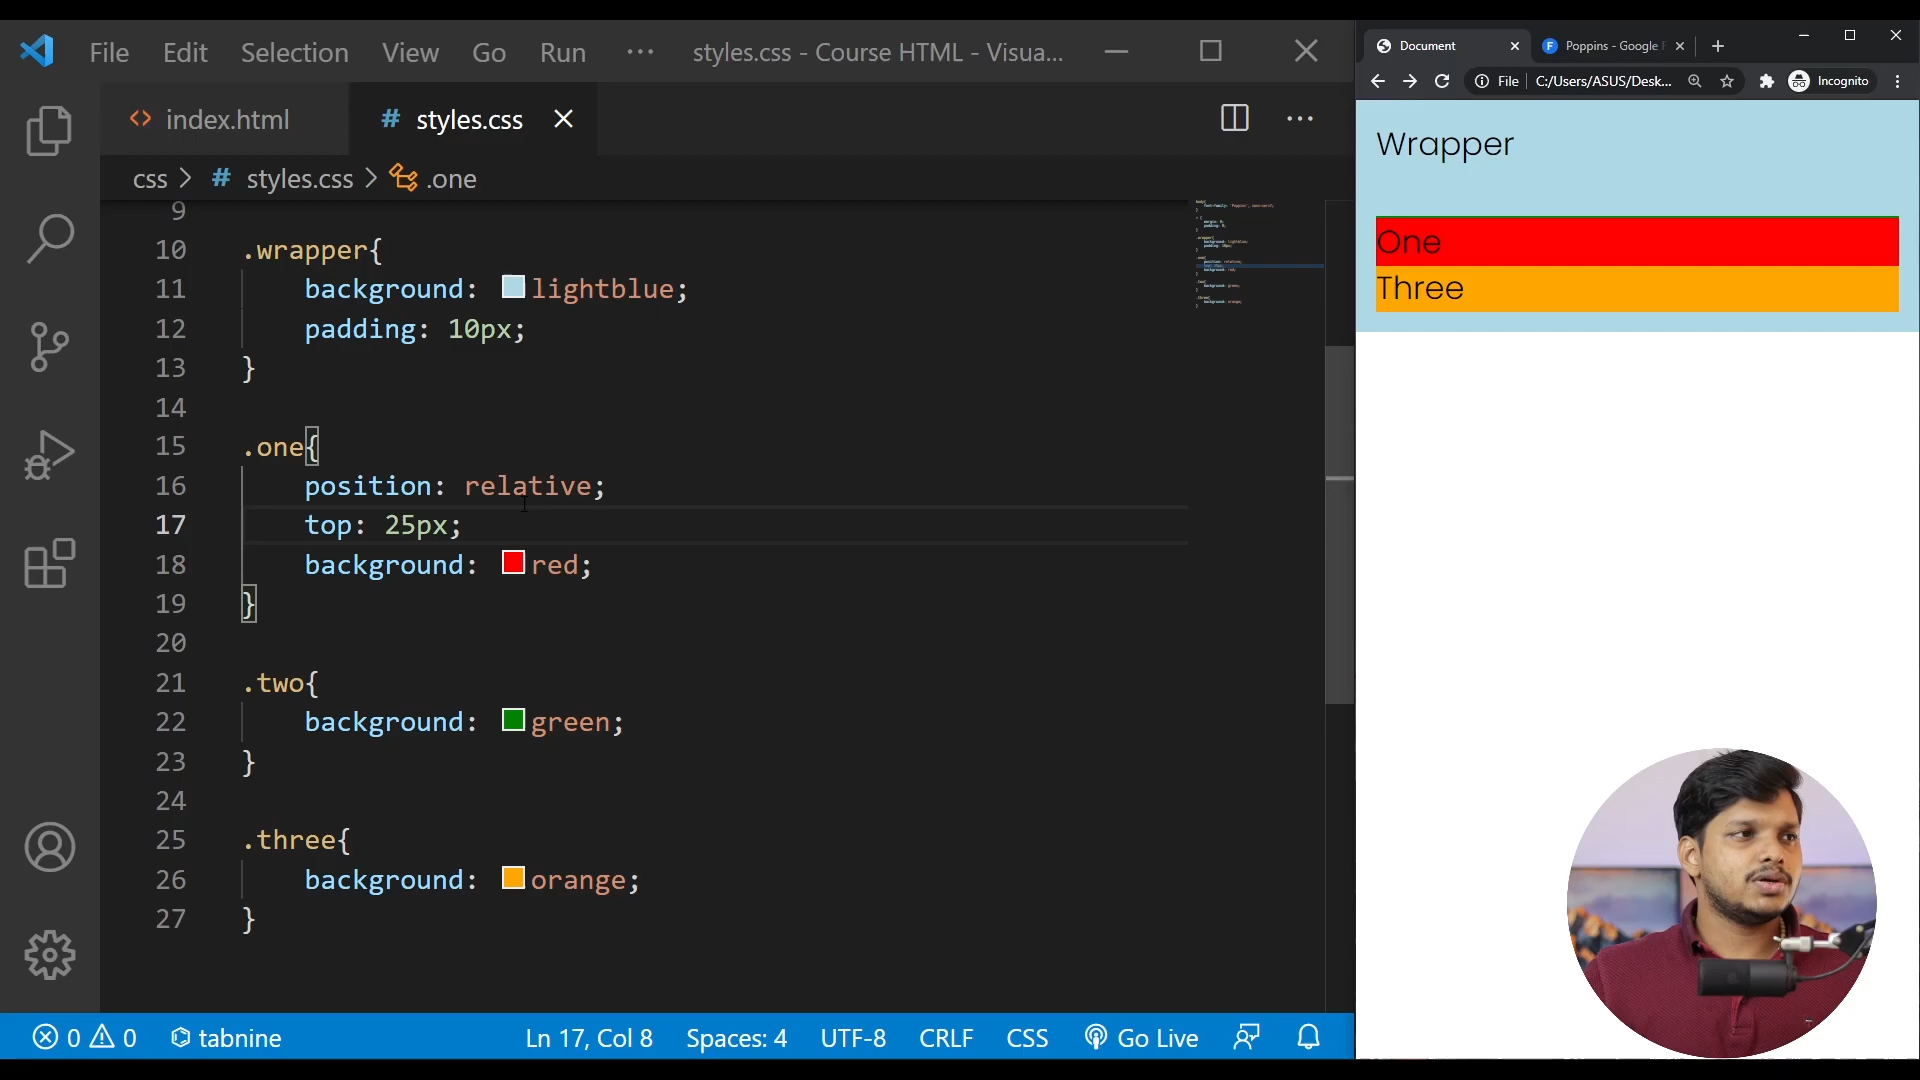 File Edit Selection View Go Run ··· styles.css - Course HTML - Visua...
index.html # styles.css
css > # styles.css > .one
9
10 .wrapper{
11 background: lightblue;
12 padding: 10px;
13 }
14
15 .one{
16 position: relative;
17 top: 25px;
18 background: red;
19 }
20
21 .two{
22 background: green;
23 }
24
25 .three{
26 background: orange;
27 }
0 0 tabnine Ln 17, Col 8 Spaces: 4 UTF-8 CRLF CSS Go Live
Document Poppins - Google F
File C:/Users/ASUS/Desk... Incognito
Wrapper
One
Three